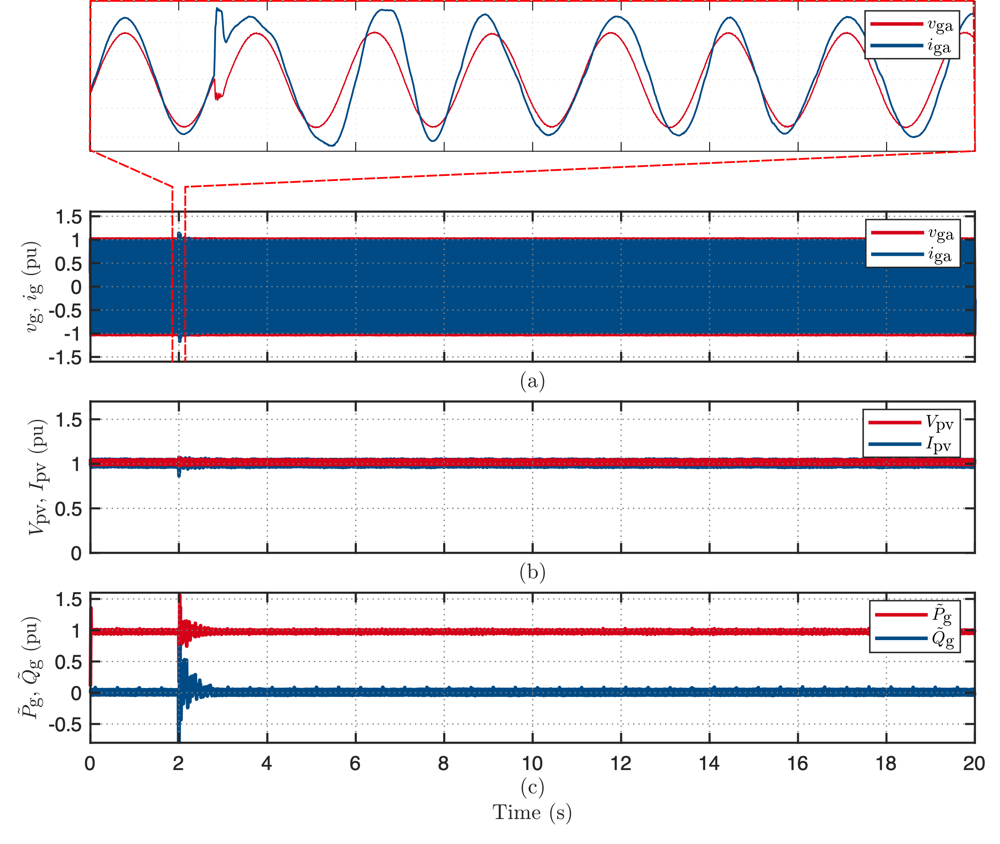 vga
iga
1.5
1
0.5
0
-0.5
-1
-1.5
vg, ig (pu)
vga
iga
(a)
1.5
1
0.5
0
Vpv, Ipv (pu)
Vpv
Ipv
(b)
1.5
1
0.5
0
-0.5
P̃g, Q̃g (pu)
P̃g
Q̃g
0 2 4 6 8 10 12 14 16 18 20
(c)
Time (s)